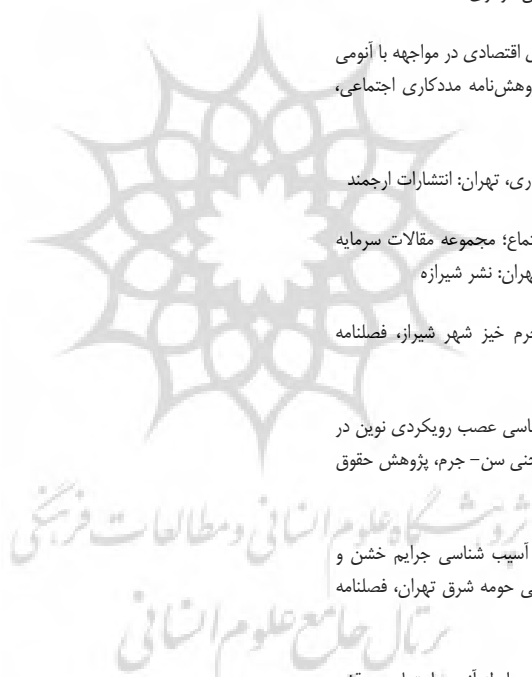 ی اقتصادی در مواجهه با آنومی
وهش‌نامه مددکاری اجتماعی،
ری، تهران: انتشارات ارجمند
تماع؛ مجموعه مقالات سرمایه
هران: نشر شیرازه
جرم خیز شهر شیراز، فصلنامه
ناسی عصب رویکردی نوین در
حنی سن- جرم، پژوهش حقوق
پژوهشگاه علوم انسانی و مطالعات فرهنگی
آسیب شناسی جرایم خشن و
ی حومه شرق تهران، فصلنامه
پرتال جامع علوم انسانی